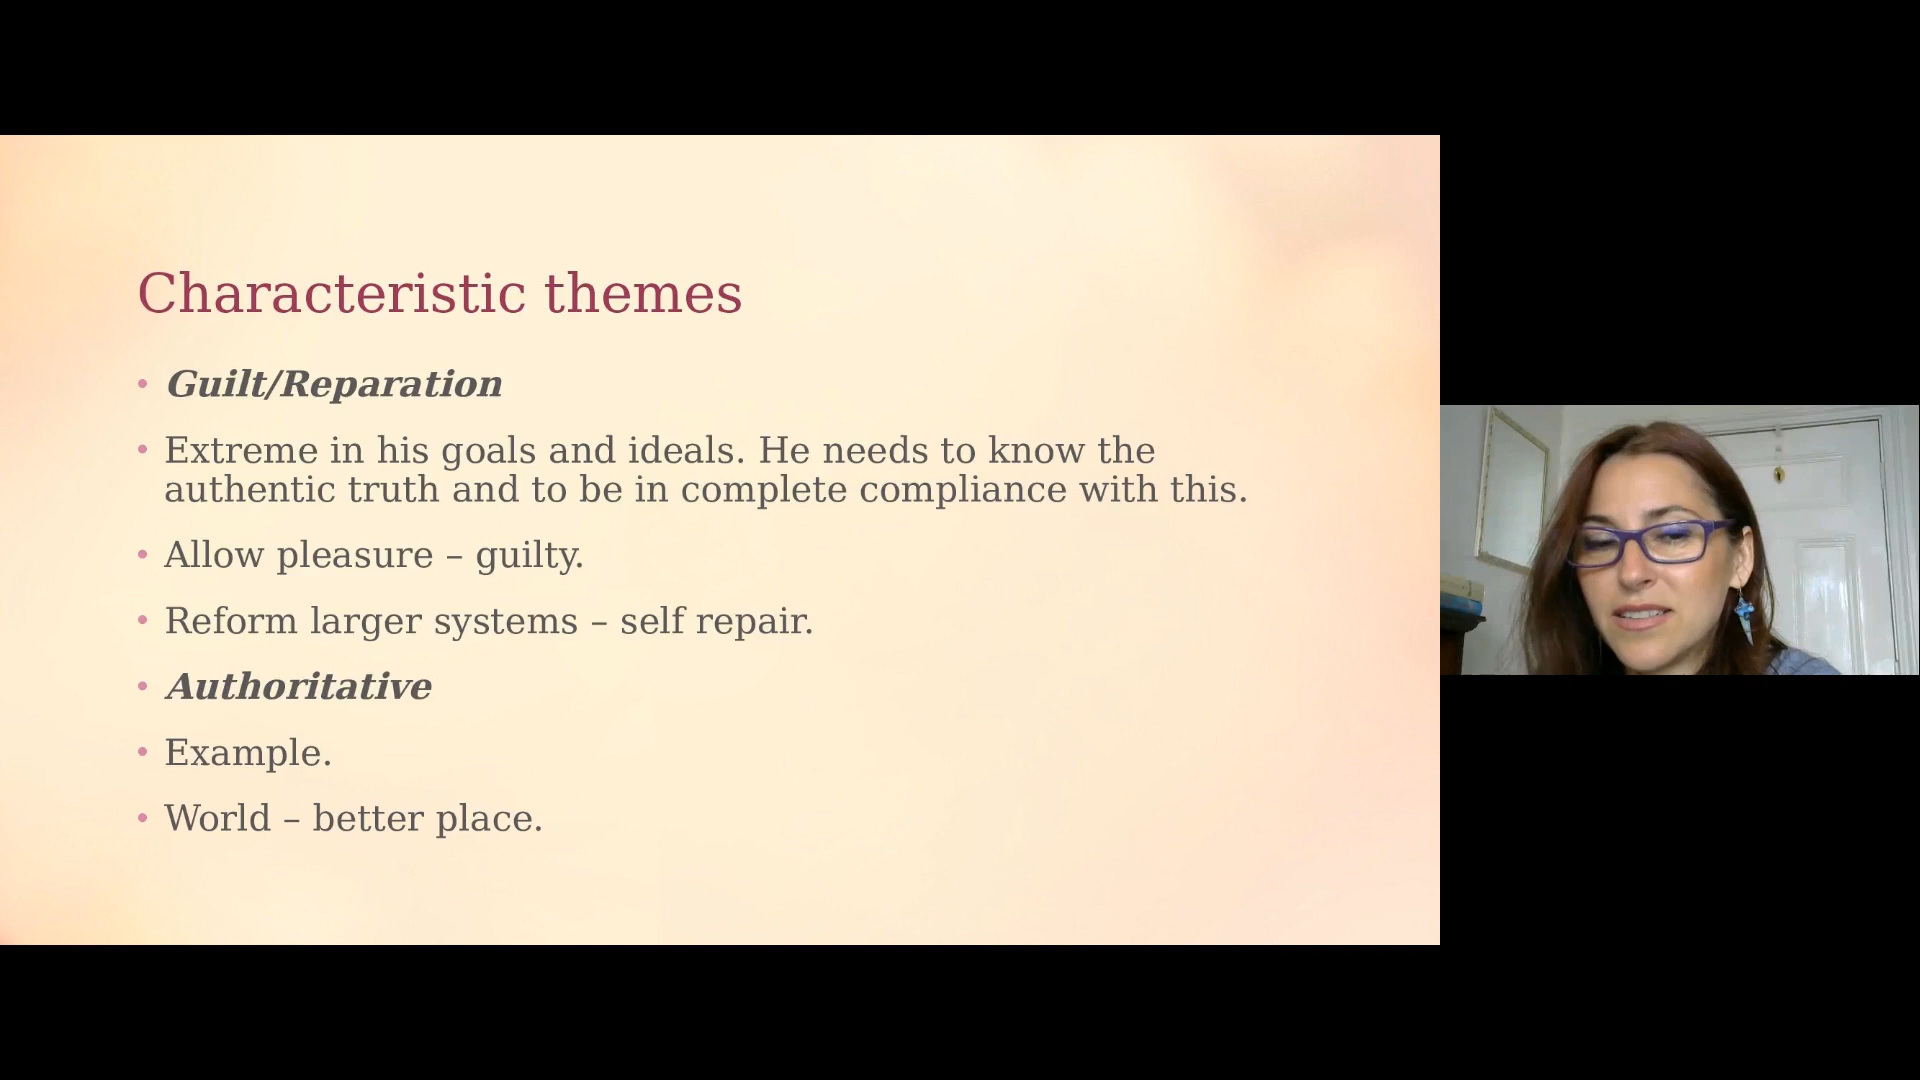 Characteristic themes
• Guilt/Reparation
• Extreme in his goals and ideals. He needs to know the
authentic truth and to be in complete compliance with this.
• Allow pleasure – guilty.
• Reform larger systems – self repair.
• Authoritative
• Example.
• World – better place.